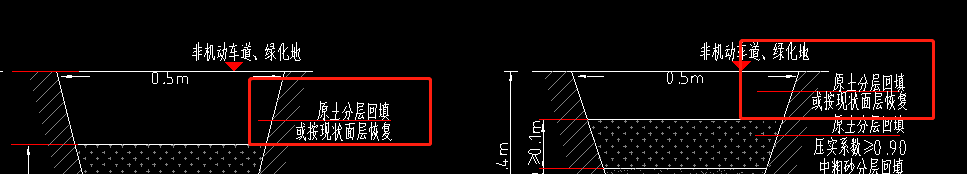 非机动车道、绿化地
0.5m
原土分层回填
或按现状面层恢复
非机动车道、绿化地
0.5m
原土分层回填
或按现状面层恢复
原土分层回填
压实系数≥0.90
中粗砂分层回填
4m
≥0.1m